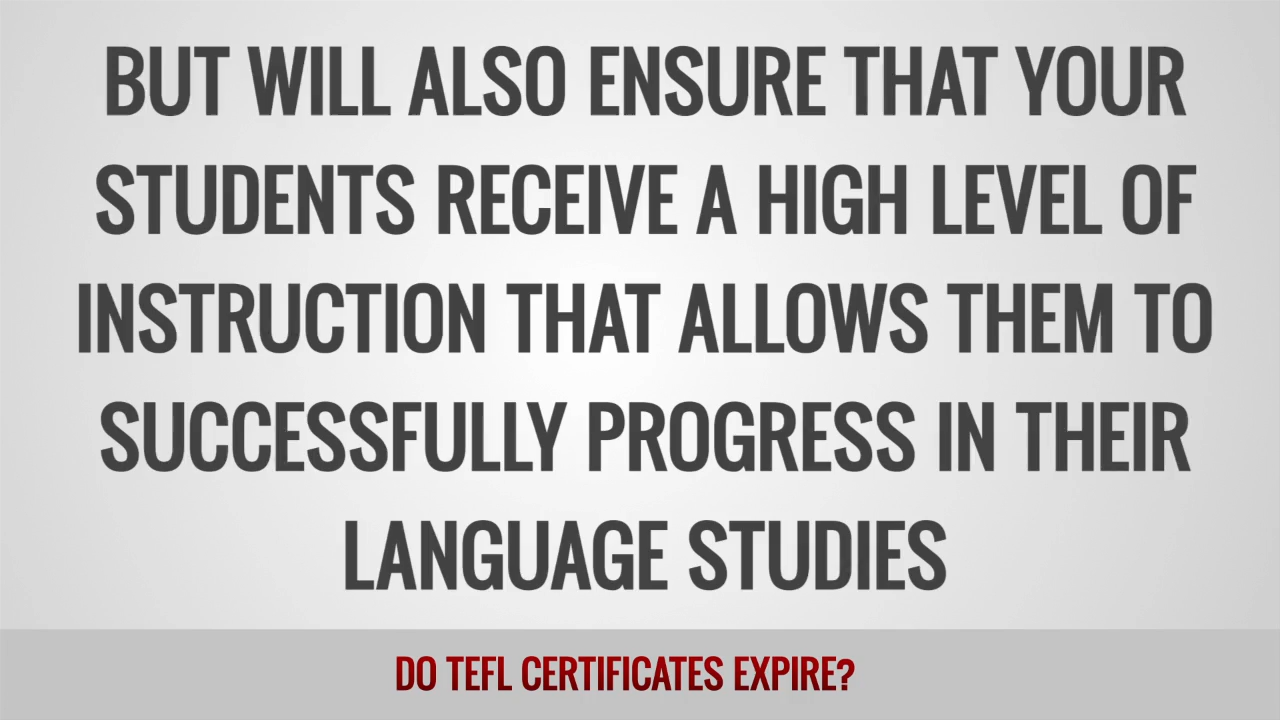 BUT WILL ALSO ENSURE THAT YOUR
STUDENTS RECEIVE A HIGH LEVEL OF
INSTRUCTION THAT ALLOWS THEM TO
SUCCESSFULLY PROGRESS IN THEIR
LANGUAGE STUDIES
DO TEFL CERTIFICATES EXPIRE?